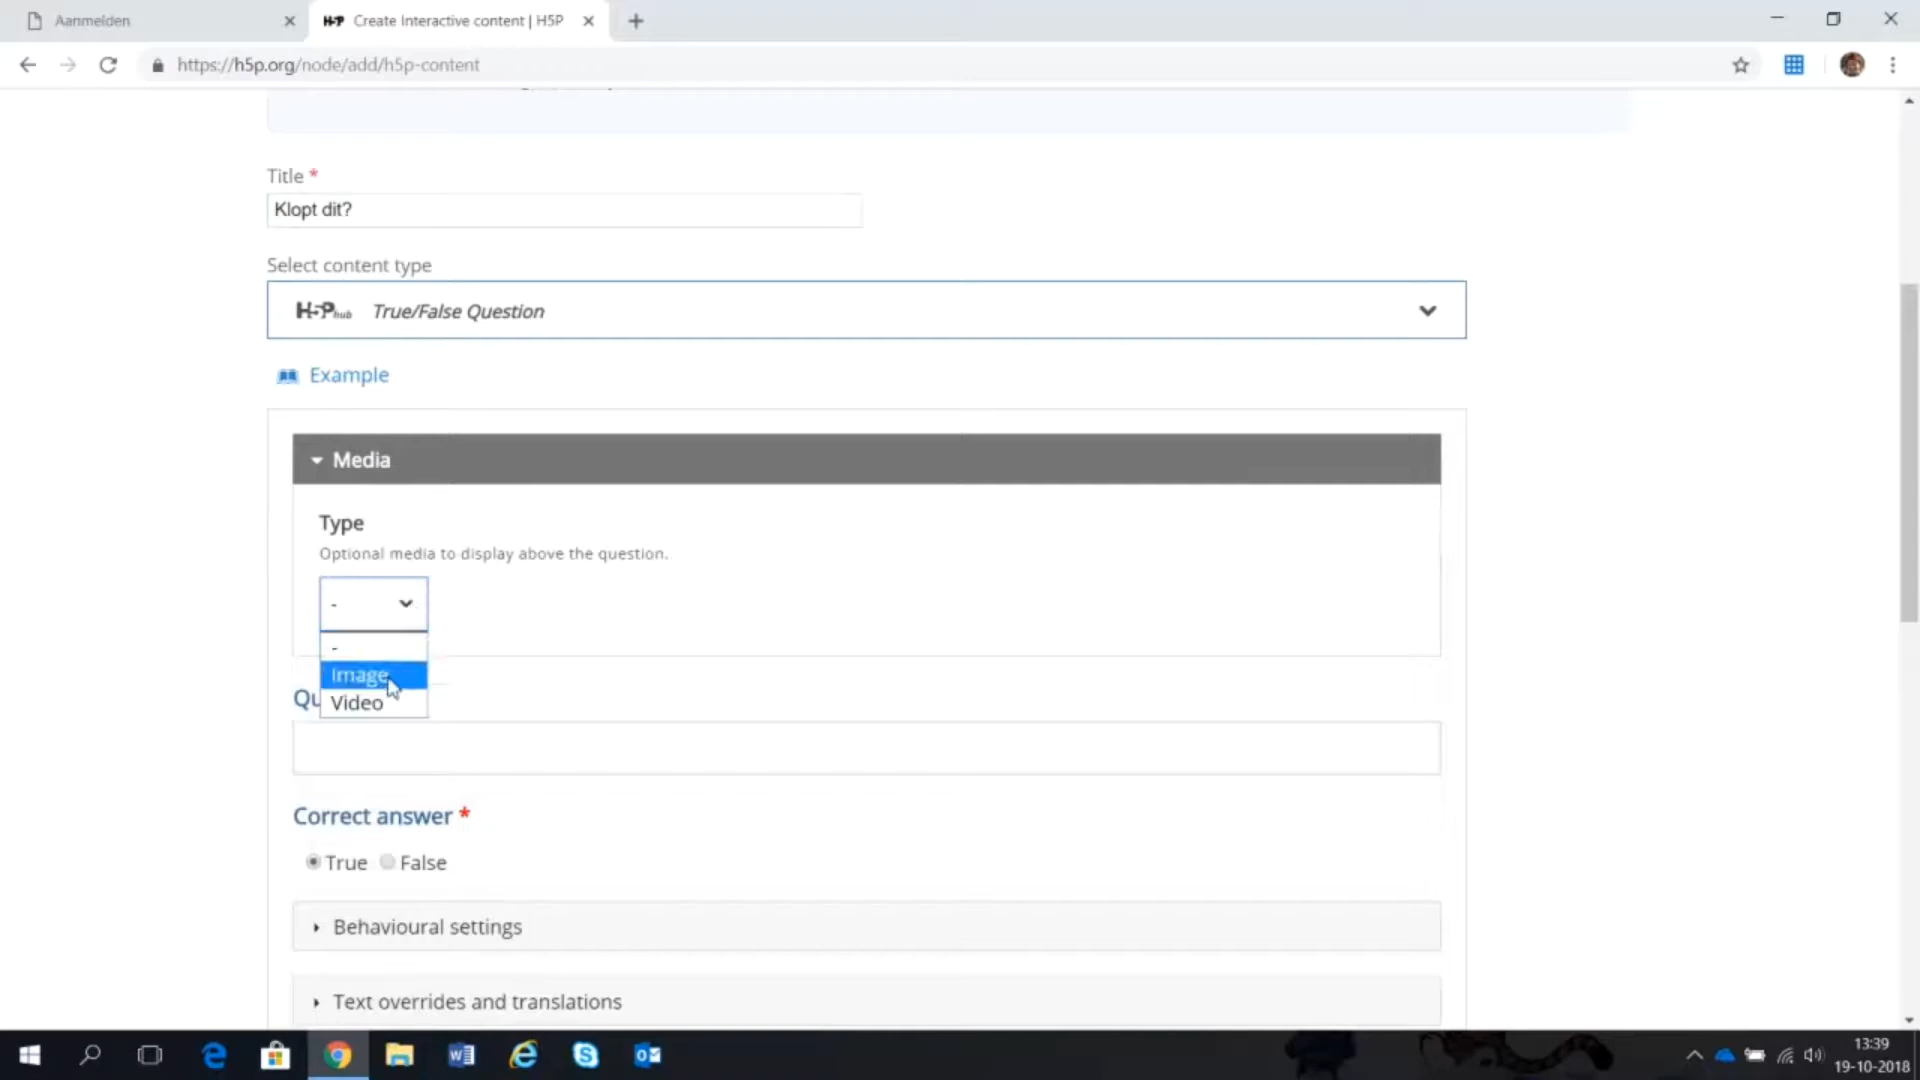 Aanmelden
H5P Create Interactive content | H5P
https://h5p.org/node/add/h5p-content
Title *
Klopt dit?
Select content type
H5Phub True/False Question
Example
Media
Type
Optional media to display above the question.
-
-
Image
Qu
Video
Correct answer *
True False
Behavioural settings
Text overrides and translations
13:39
19-10-2018